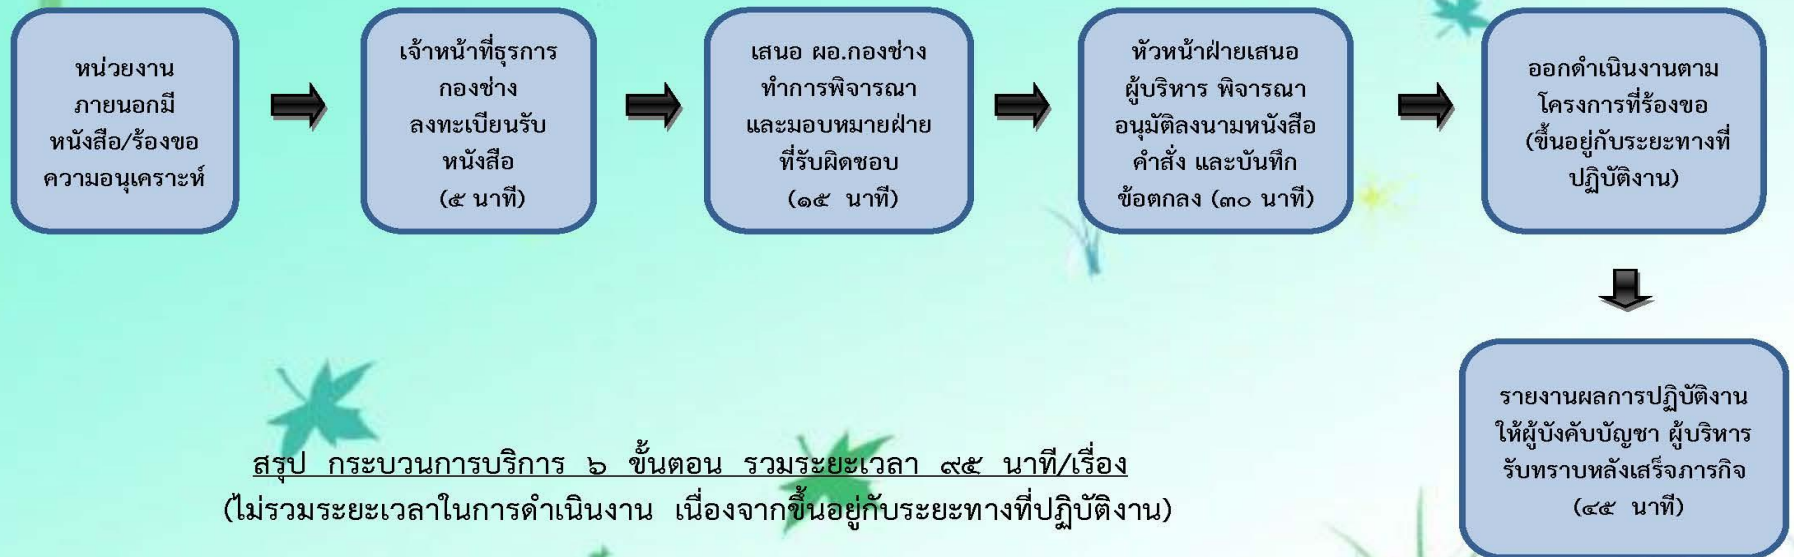 หน่วยงาน
ภายนอกมี
หนังสือ/ร้องขอ
ความอนุเคราะห์
เจ้าหน้าที่ธุรการ
กองช่าง
ลงทะเบียนรับ
หนังสือ
(๕ นาที)
เสนอ ผอ.กองช่าง
ทำการพิจารณา
และมอบหมายฝ่าย
ที่รับผิดชอบ
(๑๕ นาที)
หัวหน้าฝ่ายเสนอ
ผู้บริหาร พิจารณา
อนุมัติลงนามหนังสือ
คำสั่ง และบันทึก
ข้อตกลง (๓๐ นาที)
ออกดำเนินงานตาม
โครงการที่ร้องขอ
(ขึ้นอยู่กับระยะทางที่
ปฏิบัติงาน)
รายงานผลการปฏิบัติงาน
ให้ผู้บังคับบัญชา ผู้บริหาร
รับทราบหลังเสร็จภารกิจ
(๔๕ นาที)
สรุป กระบวนการบริการ ๖ ขั้นตอน รวมระยะเวลา ๙๕ นาที/เรื่อง
(ไม่รวมระยะเวลาในการดำเนินงาน เนื่องจากขึ้นอยู่กับระยะทางที่ปฏิบัติงาน)